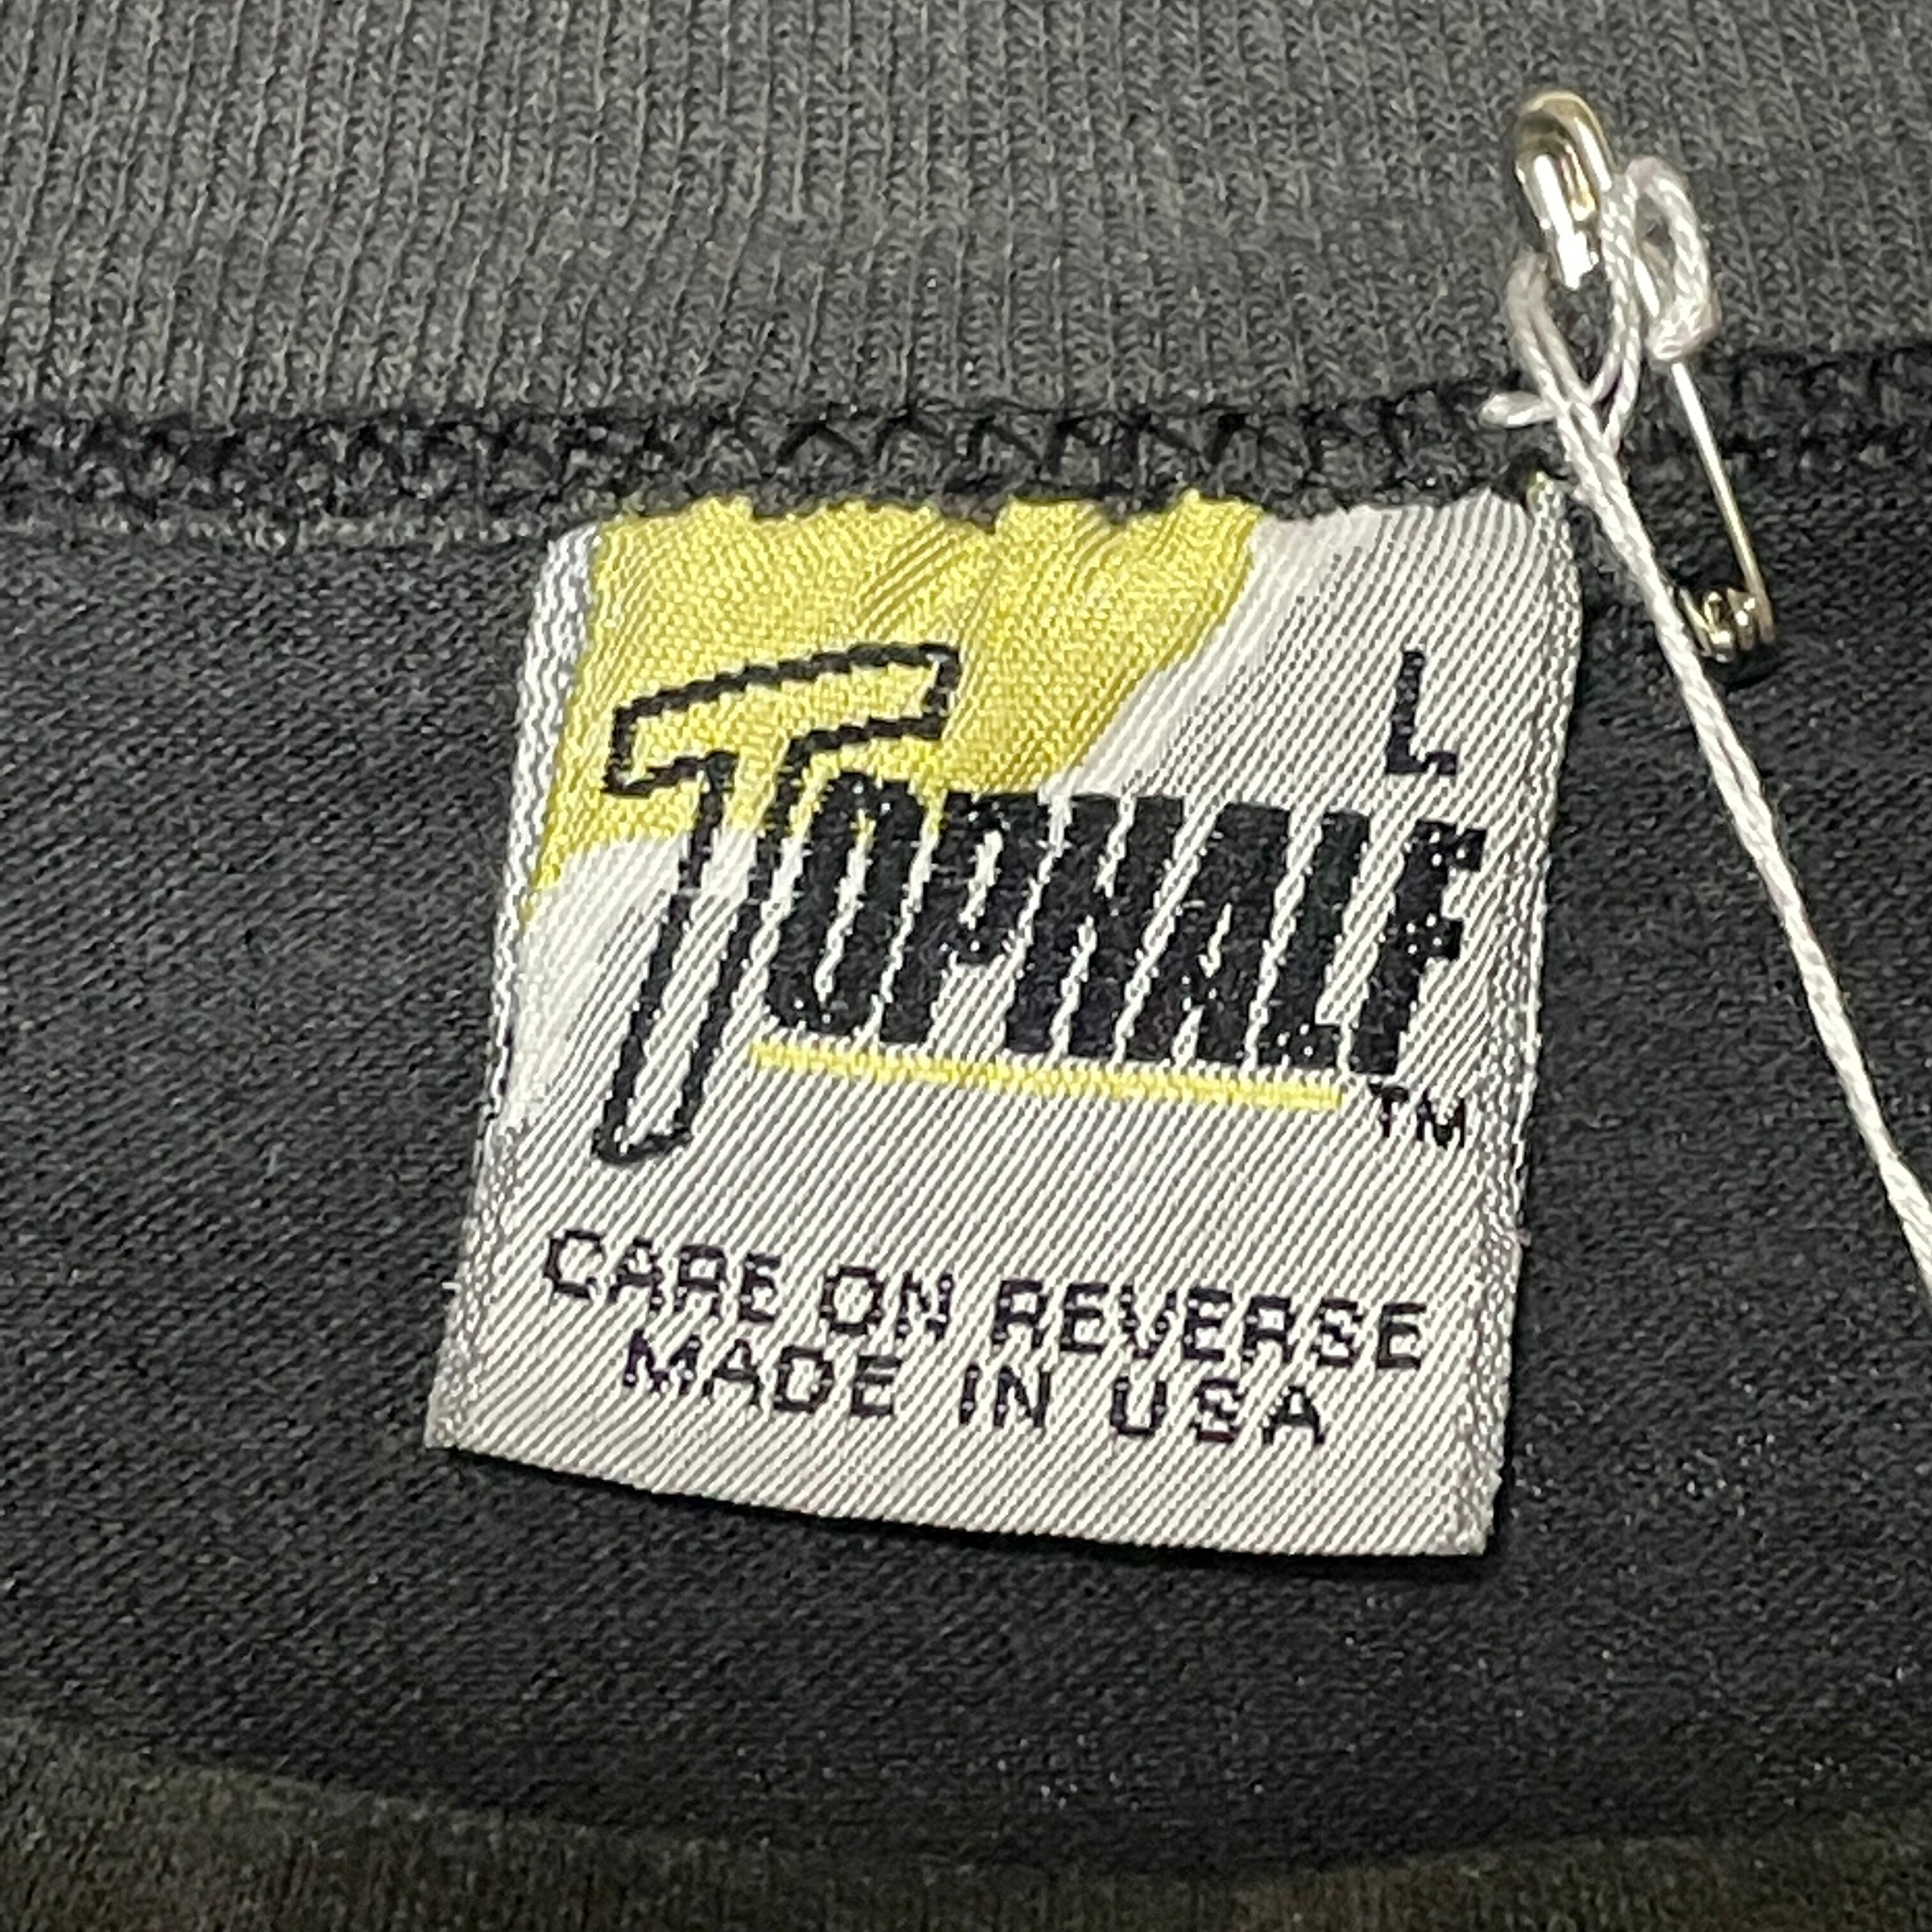 L
TOPHALF
TM
CARE ON REVERSE
MADE IN USA